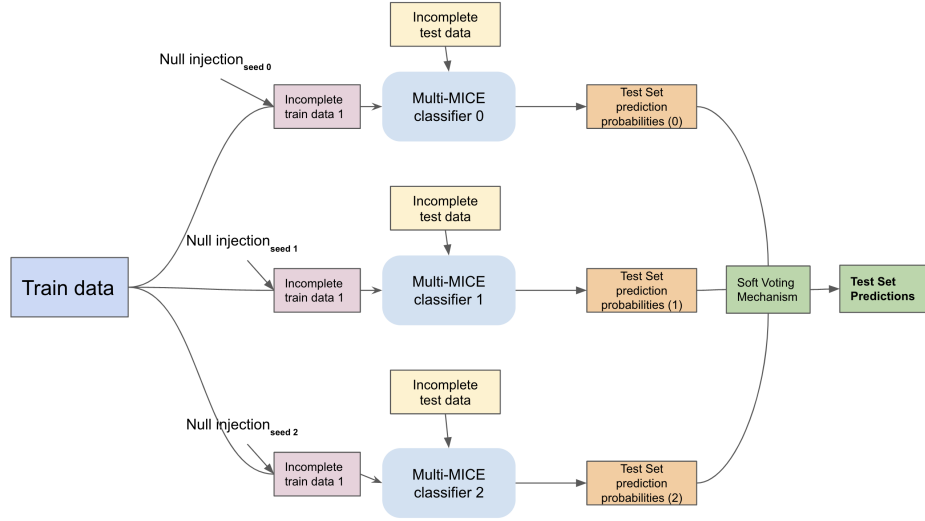 Incomplete
test data
Null injection seed 0
Incomplete
train data 1
Multi-MICE
classifier 0
Test Set
prediction
probabilities (0)
Incomplete
test data
Null injection seed 1
Train data
Incomplete
train data 1
Multi-MICE
classifier 1
Test Set
prediction
probabilities (1)
Soft Voting
Mechanism
Test Set
Predictions
Incomplete
test data
Null injection seed 2
Incomplete
train data 1
Multi-MICE
classifier 2
Test Set
prediction
probabilities (2)